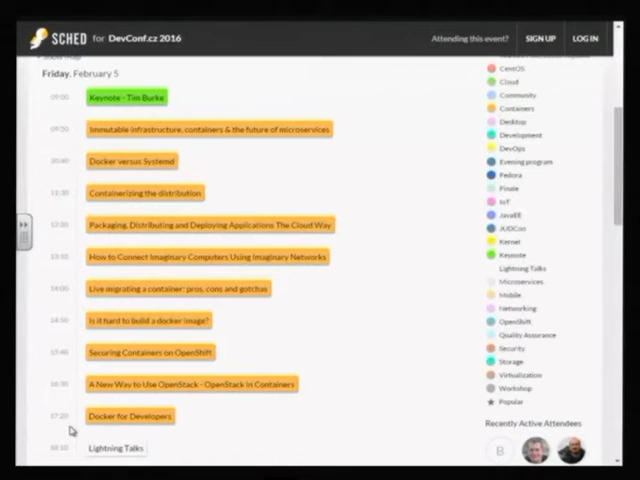 SCHED for DevConf.cz 2016
Attending this event? SIGN UP LOG IN
Friday, February 5
09:00 Keynote - Tim Burke
09:50 Immutable infrastructure, containers & the future of microservices
10:40 Docker versus Systemd
11:30 Containerizing the distribution
12:20 Packaging, Distributing and Deploying Applications The Cloud Way
13:10 How to Connect Imaginary Computers Using Imaginary Networks
14:00 Live migrating a container: pros, cons and gotchas
14:50 Is it hard to build a docker image?
15:40 Securing Containers on OpenShift
16:30 A New Way to Use OpenStack - OpenStack in Containers
17:20 Docker for Developers
18:10 Lightning Talks
CentOS
Cloud
Community
Containers
Desktop
Development
DevOps
Evening program
Fedora
Finale
IoT
JavaEE
JUDCon
Kernel
Keynote
Lightning Talks
Microservices
Mobile
Networking
OpenShift
Quality Assurance
Security
Storage
Virtualization
Workshop
Popular
Recently Active Attendees
B